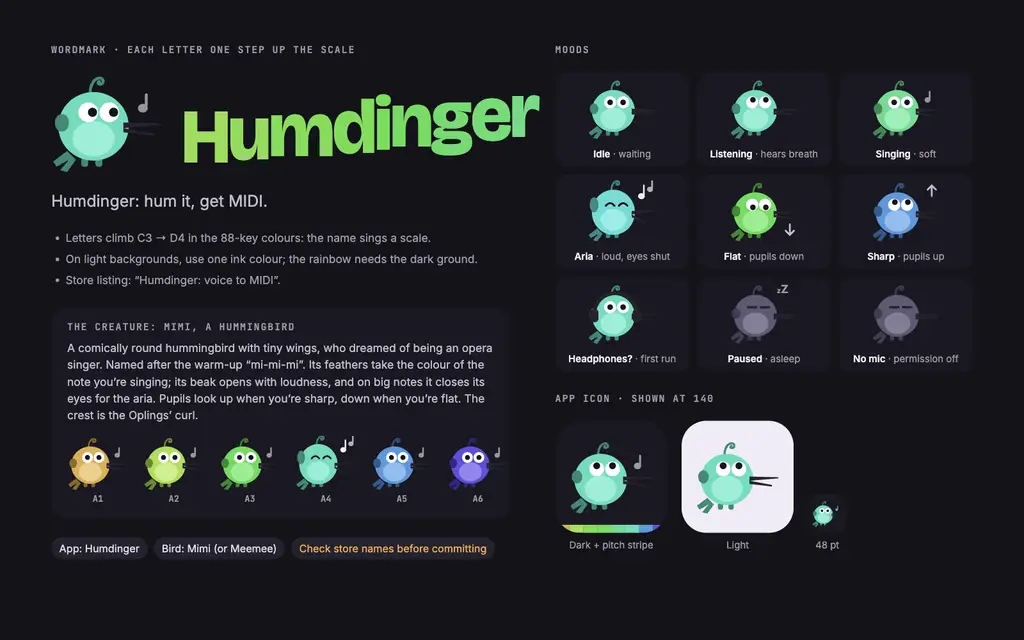 WORDMARK · EACH LETTER ONE STEP UP THE SCALE
Humdinger
Humdinger: hum it, get MIDI.
• Letters climb C3 → D4 in the 88-key colours: the name sings a scale.
• On light backgrounds, use one ink colour; the rainbow needs the dark ground.
• Store listing: “Humdinger: voice to MIDI”.
THE CREATURE: MIMI, A HUMMINGBIRD
A comically round hummingbird with tiny wings, who dreamed of being an opera
singer. Named after the warm-up “mi-mi-mi”. Its feathers take the colour of the
note you’re singing; its beak opens with loudness, and on big notes it closes its
eyes for the aria. Pupils look up when you’re sharp, down when you’re flat. The
crest is the Oplings’ curl.
A1 A2 A3 A4 A5 A6
App: Humdinger Bird: Mimi (or Meemee) Check store names before committing
MOODS
Idle · waiting Listening · hears breath Singing · soft
Aria · loud, eyes shut Flat · pupils down Sharp · pupils up
zZ
Headphones? · first run Paused · asleep No mic · permission off
APP ICON · SHOWN AT 140
Dark + pitch stripe Light 48 pt